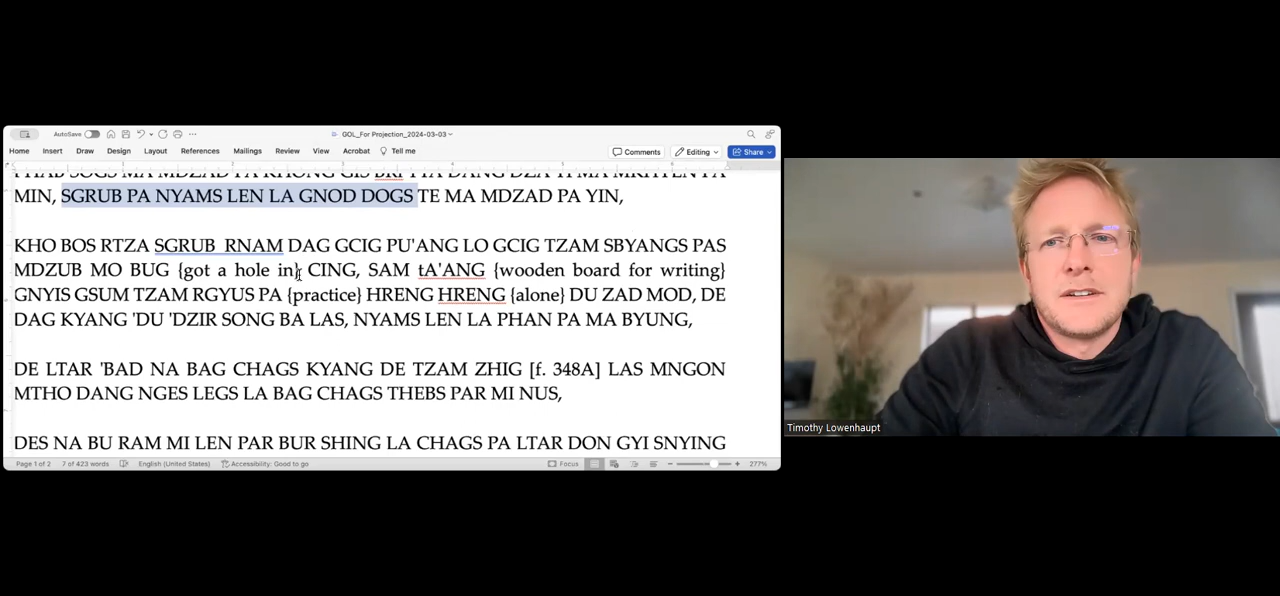 AutoSave
GOL_For Projection_2024-03-03
Home Insert Draw Design Layout References Mailings Review View Acrobat Tell me
Comments Editing Share
MIN, SGRUB PA NYAMS LEN LA GNOD DOGS TE MA MDZAD PA YIN,
KHO BOS RTZA SGRUB RNAM DAG GCIG PU'ANG LO GCIG TZAM SBYANGS PAS
MDZUB MO BUG {got a hole in} CING, SAM tA'ANG {wooden board for writing}
GNYIS GSUM TZAM RGYUS PA {practice} HRENG HRENG {alone} DU ZAD MOD, DE
DAG KYANG 'DU 'DZIR SONG BA LAS, NYAMS LEN LA PHAN PA MA BYUNG,
DE LTAR 'BAD NA BAG CHAGS KYANG DE TZAM ZHIG [f. 348A] LAS MNGON
MTHO DANG NGES LEGS LA BAG CHAGS THEBS PAR MI NUS,
DES NA BU RAM MI LEN PAR BUR SHING LA CHAGS PA LTAR DON GYI SNYING
Page 1 of 2 7 of 423 words English (United States) Accessibility: Good to go Focus 277%
Timothy Lowenhaupt